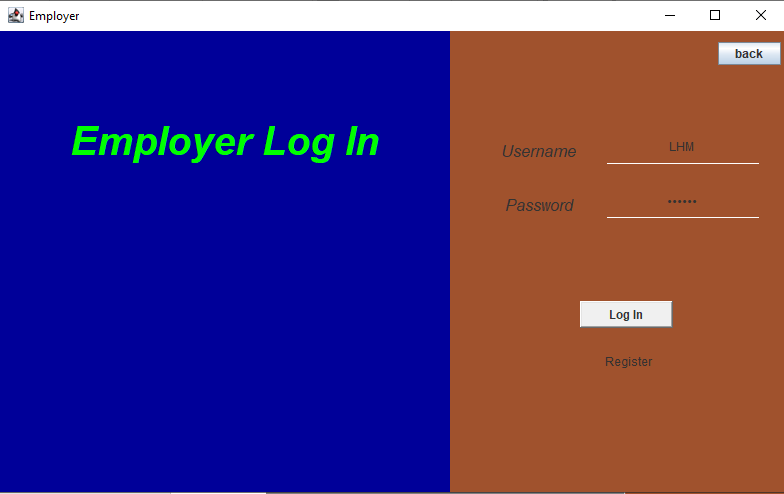 Employer
back
Employer Log In
Username LHM
Password ••••••
Log In
Register